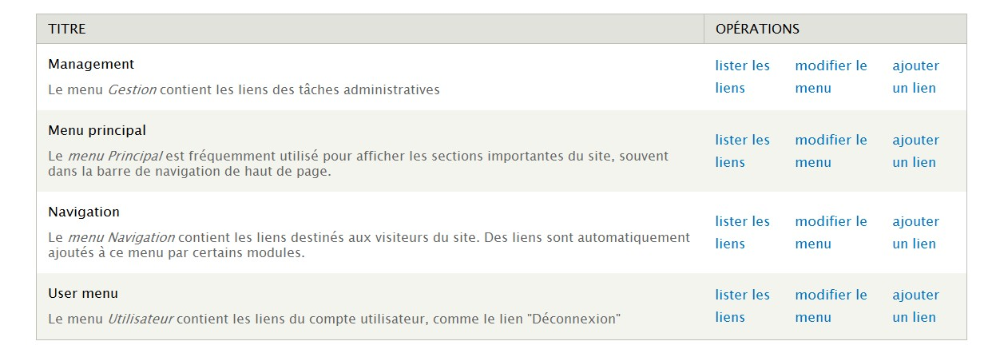 TITRE OPÉRATIONS
Management
Le menu Gestion contient les liens des tâches administratives
lister les modifier le ajouter
liens menu un lien
Menu principal
Le menu Principal est fréquemment utilisé pour afficher les sections importantes du site, souvent
dans la barre de navigation de haut de page.
lister les modifier le ajouter
liens menu un lien
Navigation
Le menu Navigation contient les liens destinés aux visiteurs du site. Des liens sont automatiquement
ajoutés à ce menu par certains modules.
lister les modifier le ajouter
liens menu un lien
User menu
Le menu Utilisateur contient les liens du compte utilisateur, comme le lien "Déconnexion"
lister les modifier le ajouter
liens menu un lien